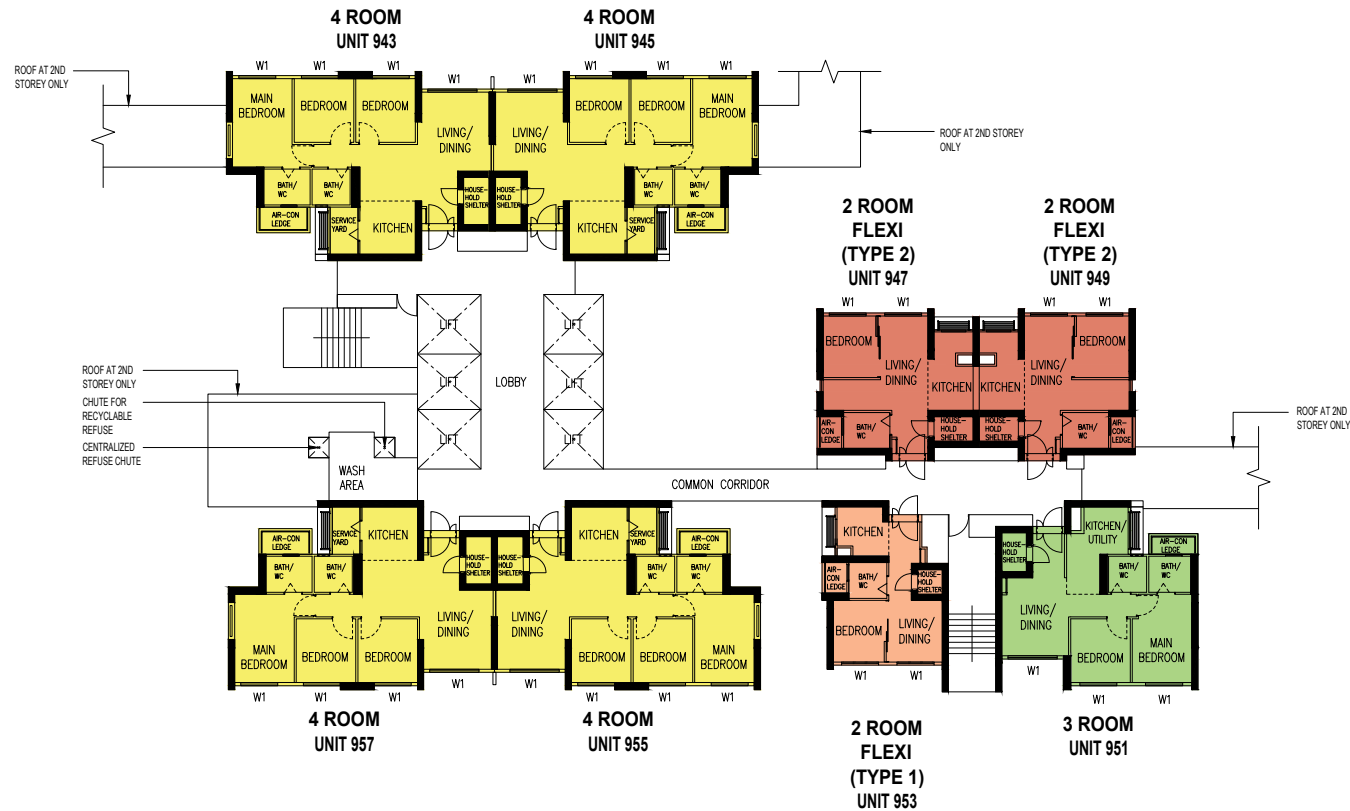 4 ROOM
UNIT 943
4 ROOM
UNIT 945
W1
W1
W1
W1
W1
W1
W1
W1
ROOF AT 2ND
STOREY ONLY
MAIN
BEDROOM
BEDROOM
BEDROOM
LIVING/
DINING
LIVING/
DINING
BEDROOM
BEDROOM
MAIN
BEDROOM
ROOF AT 2ND STOREY
ONLY
BATH/
WC
BATH/
WC
HOUSE-
HOLD
SHELTER
HOUSE-
HOLD
SHELTER
BATH/
WC
BATH/
WC
AIR-CON
LEDGE
SERVICE
YARD
KITCHEN
KITCHEN
SERVICE
YARD
AIR-CON
LEDGE
2 ROOM
FLEXI
(TYPE 2)
UNIT 947
2 ROOM
FLEXI
(TYPE 2)
UNIT 949
W1
W1
W1
W1
LIFT
LIFT
LIFT
LIFT
LIFT
LIFT
LOBBY
BEDROOM
LIVING/
DINING
KITCHEN
KITCHEN
LIVING/
DINING
BEDROOM
AIR-
CON
LEDGE
BATH/
WC
HOUSE-
HOLD
SHELTER
HOUSE-
HOLD
SHELTER
BATH/
WC
AIR-
CON
LEDGE
ROOF AT 2ND
STOREY ONLY
ROOF AT 2ND
STOREY ONLY
CHUTE FOR
RECYCLABLE
REFUSE
CENTRALIZED
REFUSE CHUTE
WASH
AREA
COMMON CORRIDOR
AIR-CON
LEDGE
SERVICE
YARD
KITCHEN
KITCHEN
SERVICE
YARD
AIR-CON
LEDGE
BATH/
WC
BATH/
WC
HOUSE-
HOLD
SHELTER
HOUSE-
HOLD
SHELTER
BATH/
WC
BATH/
WC
MAIN
BEDROOM
BEDROOM
BEDROOM
LIVING/
DINING
LIVING/
DINING
BEDROOM
BEDROOM
MAIN
BEDROOM
W1
W1
W1
W1
W1
W1
W1
W1
4 ROOM
UNIT 957
4 ROOM
UNIT 955
KITCHEN
AIR-
CON
LEDGE
BATH/
WC
HOUSE-
HOLD
SHELTER
BEDROOM
LIVING/
DINING
W1
W1
2 ROOM
FLEXI
(TYPE 1)
UNIT 953
HOUSE-
HOLD
SHELTER
KITCHEN/
UTILITY
AIR-CON
LEDGE
BATH/
WC
BATH/
WC
LIVING/
DINING
BEDROOM
MAIN
BEDROOM
W1
W1
W1
3 ROOM
UNIT 951